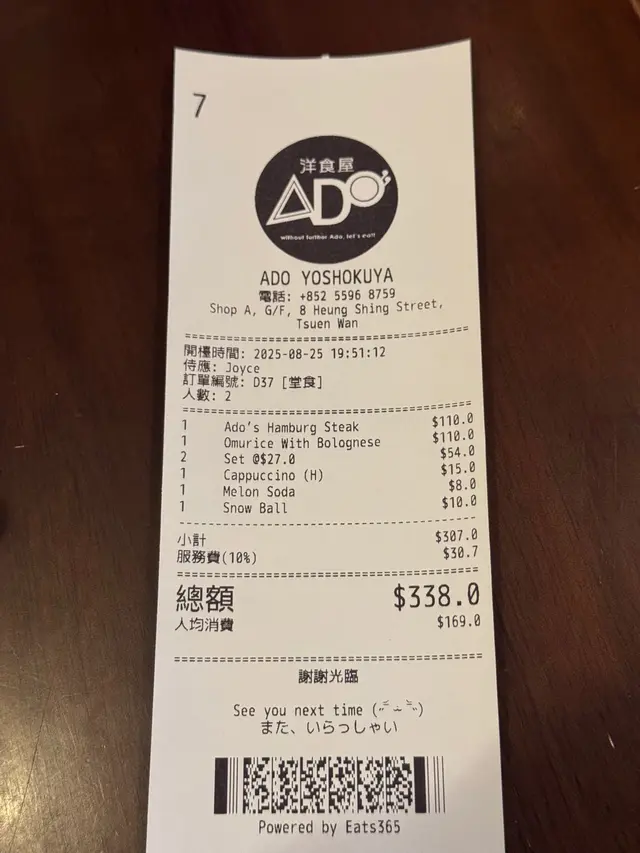 7
洋食屋
ADO
without further Ado, let's eat!
ADO YOSHOKUYA
電話: +852 5596 8759
Shop A, G/F, 8 Heung Shing Street,
Tsuen Wan
開檯時間: 2025-08-25 19:51:12
侍應: Joyce
訂單編號: D37 [堂食]
人數: 2
1 Ado's Hamburg Steak $110.0
1 Omurice With Bolognese $110.0
2 Set @$27.0 $54.0
1 Cappuccino (H) $15.0
1 Melon Soda $8.0
1 Snow Ball $10.0
小計 $307.0
服務費(10%) $30.7
總額 $338.0
人均消費 $169.0
謝謝光臨
See you next time (˶˘ ⌣ ˘˶)
また、いらっしゃい
Powered by Eats365